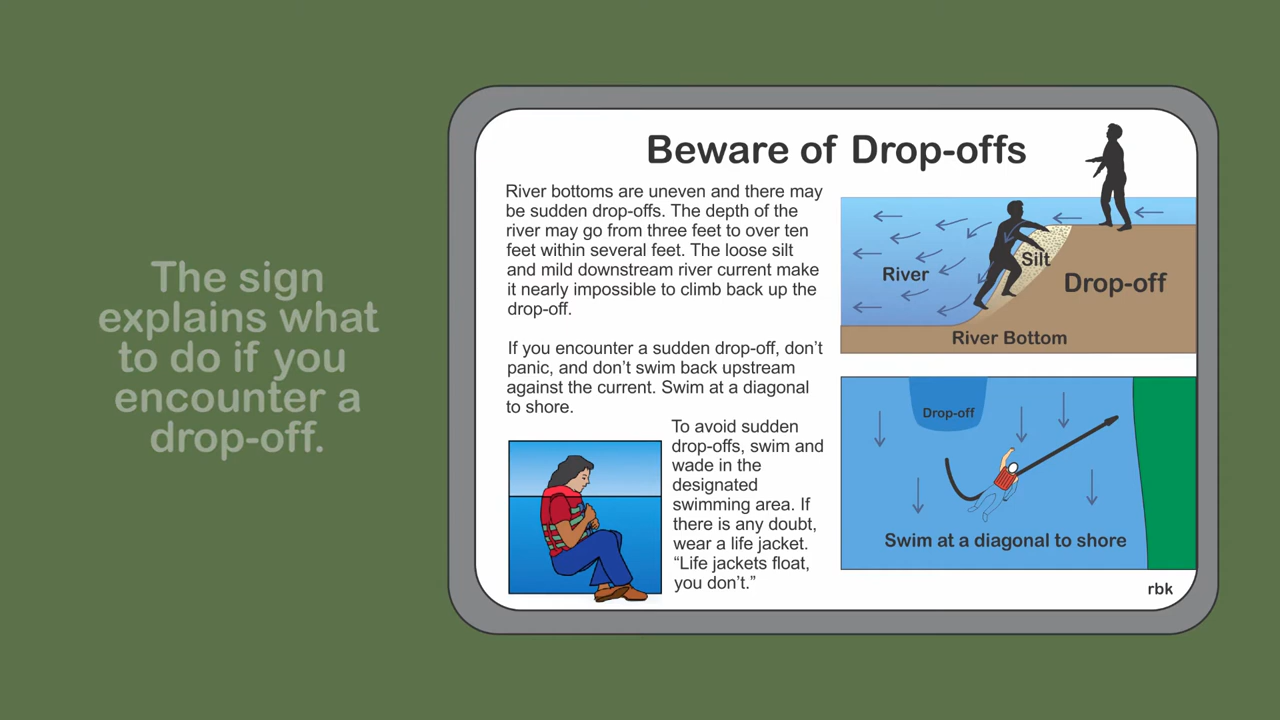 The sign
explains what
to do if you
encounter a
drop-off.
Beware of Drop-offs
River bottoms are uneven and there may
be sudden drop-offs. The depth of the
river may go from three feet to over ten
feet within several feet. The loose silt
and mild downstream river current make
it nearly impossible to climb back up the
drop-off.
If you encounter a sudden drop-off, don’t
panic, and don’t swim back upstream
against the current. Swim at a diagonal
to shore.
To avoid sudden
drop-offs, swim and
wade in the
designated
swimming area. If
there is any doubt,
wear a life jacket.
“Life jackets float,
you don’t.”
River
Silt
Drop-off
River Bottom
Drop-off
Swim at a diagonal to shore
rbk